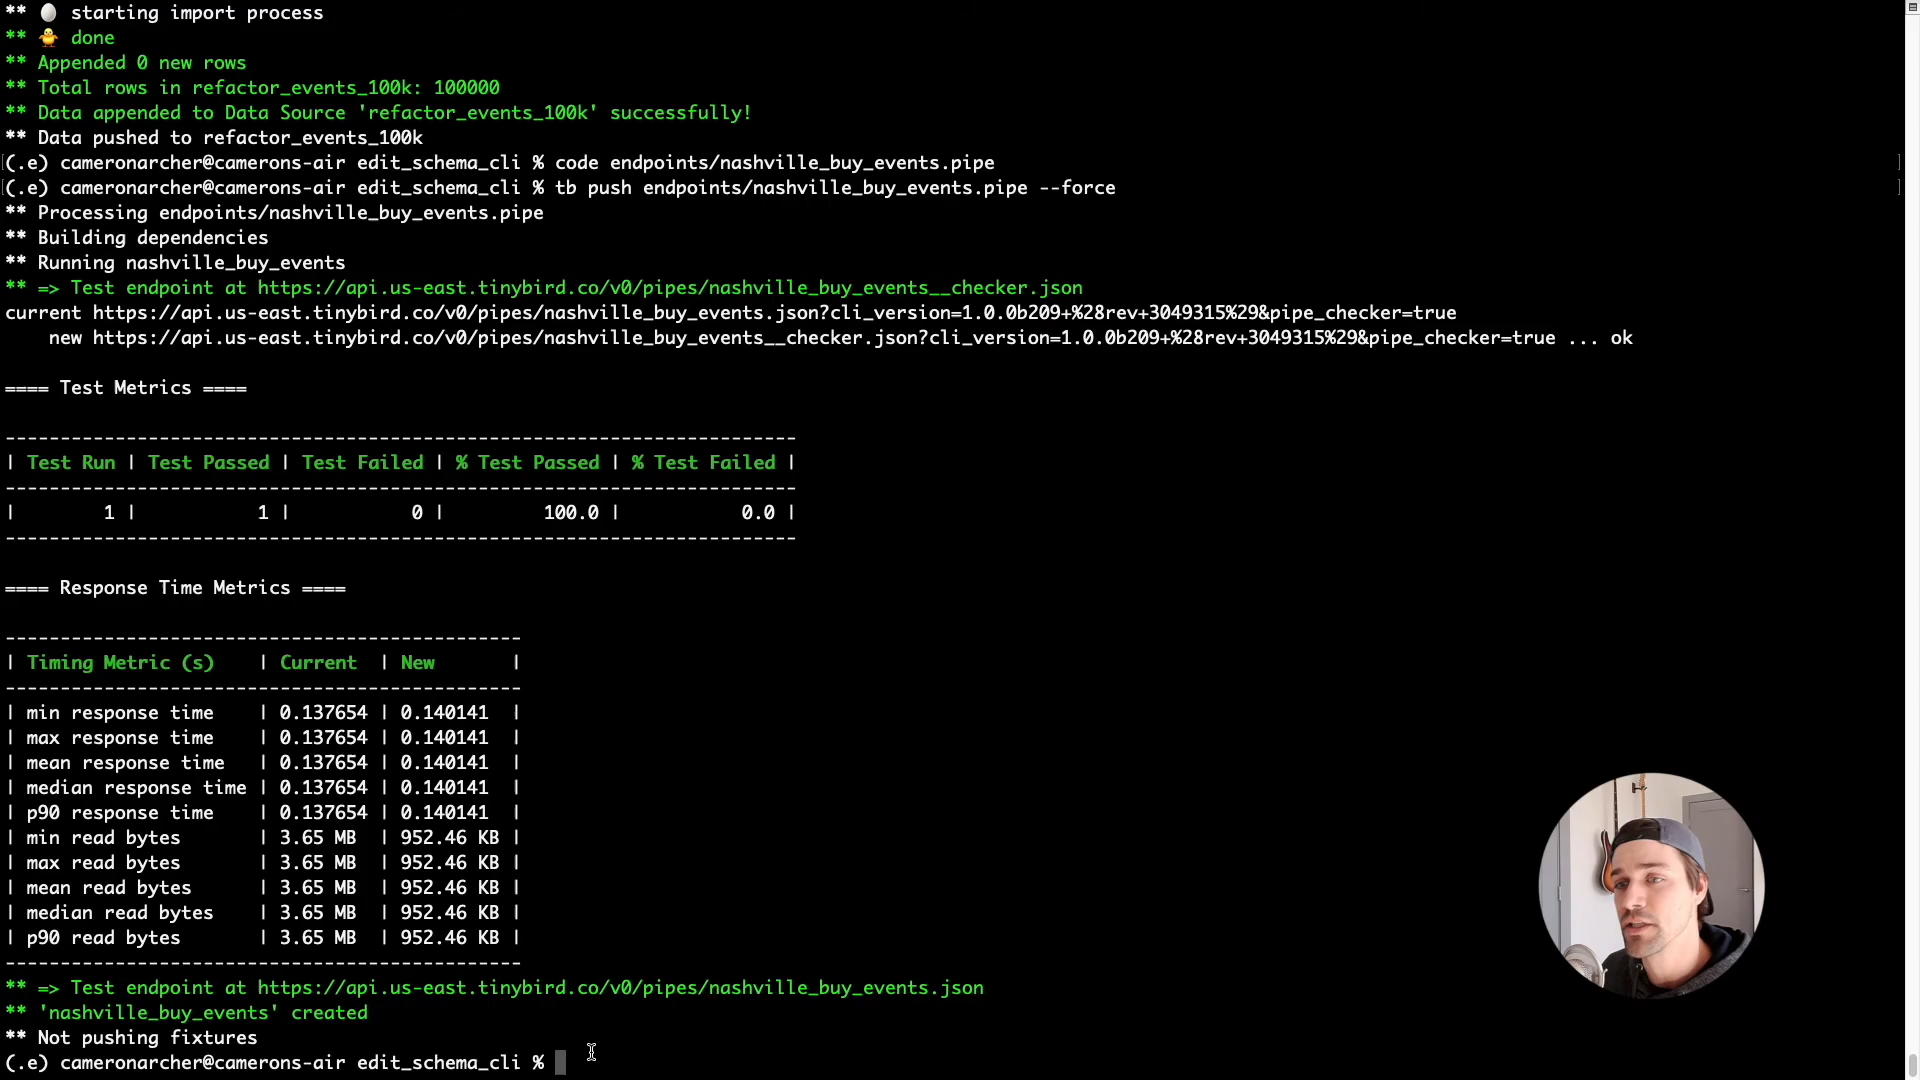 ** 🥚 starting import process
** 🐥 done
** Appended 0 new rows
** Total rows in refactor_events_100k: 100000
** Data appended to Data Source 'refactor_events_100k' successfully!
** Data pushed to refactor_events_100k
(.e) cameronarcher@camerons-air edit_schema_cli % code endpoints/nashville_buy_events.pipe
(.e) cameronarcher@camerons-air edit_schema_cli % tb push endpoints/nashville_buy_events.pipe --force
** Processing endpoints/nashville_buy_events.pipe
** Building dependencies
** Running nashville_buy_events
** => Test endpoint at https://api.us-east.tinybird.co/v0/pipes/nashville_buy_events__checker.json
current https://api.us-east.tinybird.co/v0/pipes/nashville_buy_events.json?cli_version=1.0.0b209+%28rev+3049315%29&pipe_checker=true
    new https://api.us-east.tinybird.co/v0/pipes/nashville_buy_events__checker.json?cli_version=1.0.0b209+%28rev+3049315%29&pipe_checker=true ... ok
==== Test Metrics ====
------------------------------------------------------------------------
| Test Run | Test Passed | Test Failed | % Test Passed | % Test Failed |
------------------------------------------------------------------------
|        1 |           1 |           0 |         100.0 |           0.0 |
------------------------------------------------------------------------
==== Response Time Metrics ====
-----------------------------------------------
| Timing Metric (s)    | Current  | New       |
-----------------------------------------------
| min response time    | 0.137654 | 0.140141  |
| max response time    | 0.137654 | 0.140141  |
| mean response time   | 0.137654 | 0.140141  |
| median response time | 0.137654 | 0.140141  |
| p90 response time    | 0.137654 | 0.140141  |
| min read bytes       | 3.65 MB  | 952.46 KB |
| max read bytes       | 3.65 MB  | 952.46 KB |
| mean read bytes      | 3.65 MB  | 952.46 KB |
| median read bytes    | 3.65 MB  | 952.46 KB |
| p90 read bytes       | 3.65 MB  | 952.46 KB |
-----------------------------------------------
** => Test endpoint at https://api.us-east.tinybird.co/v0/pipes/nashville_buy_events.json
** 'nashville_buy_events' created
** Not pushing fixtures
(.e) cameronarcher@camerons-air edit_schema_cli %